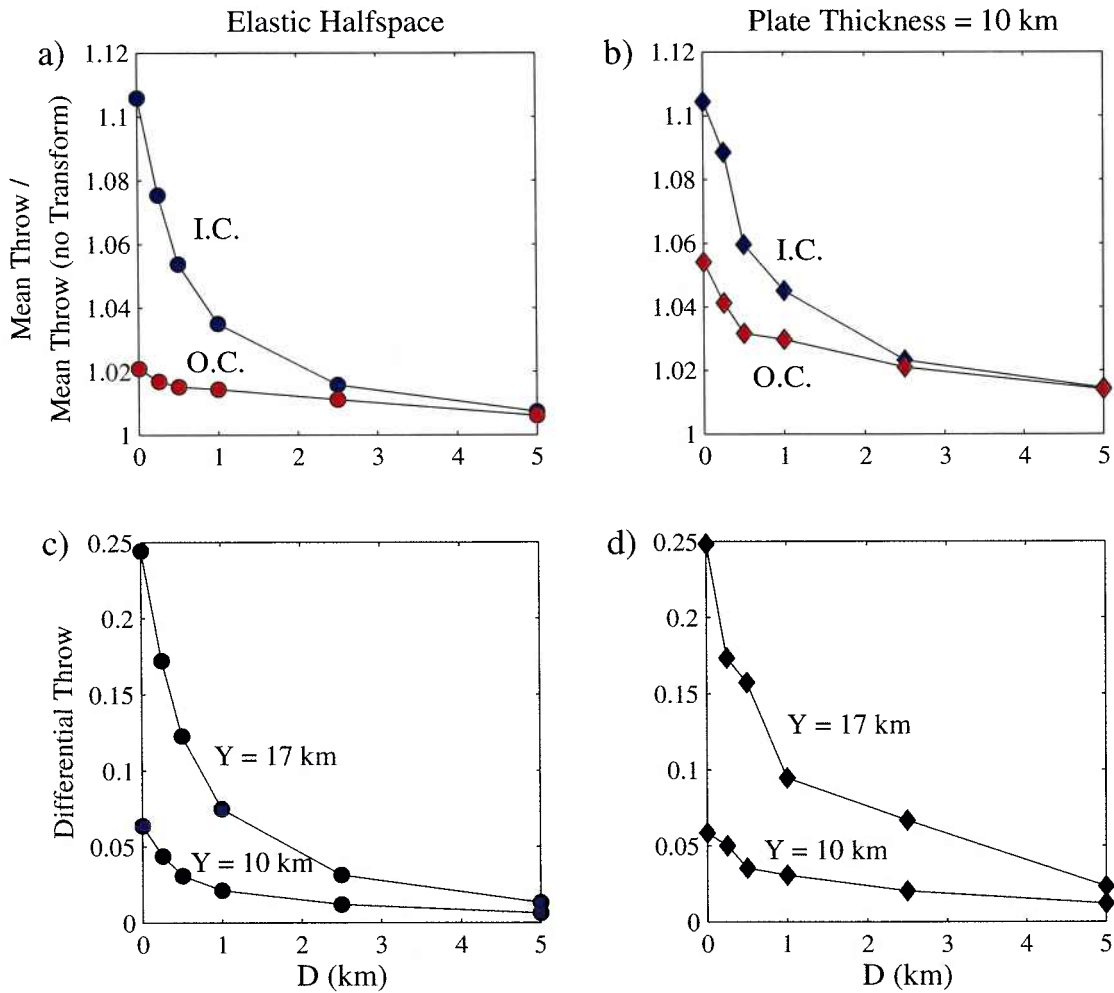 Elastic Halfspace
Plate Thickness = 10 km
a)
Mean Throw /
Mean Throw (no Transform)
1.12
1.1
1.08
1.06
1.04
1.02
1
I.C.
O.C.
0 1 2 3 4 5
b)
1.12
1.1
1.08
1.06
1.04
1.02
1
I.C.
O.C.
0 1 2 3 4 5
c)
Differential Throw
0.25
0.2
0.15
0.1
0.05
0
Y = 17 km
Y = 10 km
0 1 2 3 4 5
D (km)
d)
0.25
0.2
0.15
0.1
0.05
0
Y = 17 km
Y = 10 km
0 1 2 3 4 5
D (km)